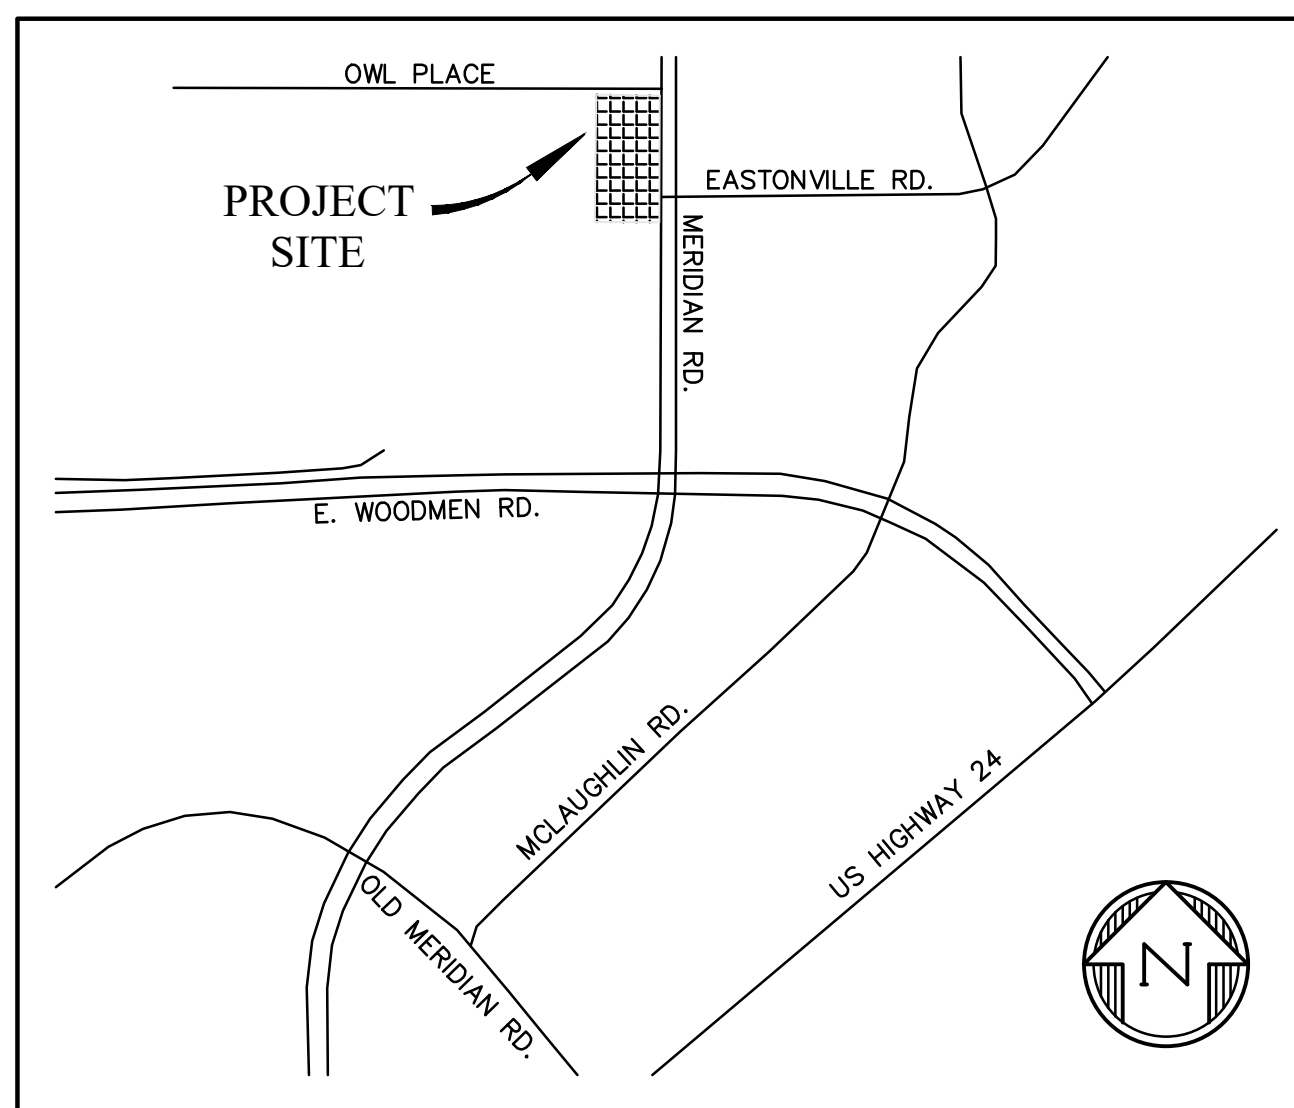 OWL PLACE
EASTONVILLE RD.
PROJECT
SITE
MERIDIAN RD.
E. WOODMEN RD.
MCLAUGHLIN RD.
US HIGHWAY 24
OLD MERIDIAN RD.
N